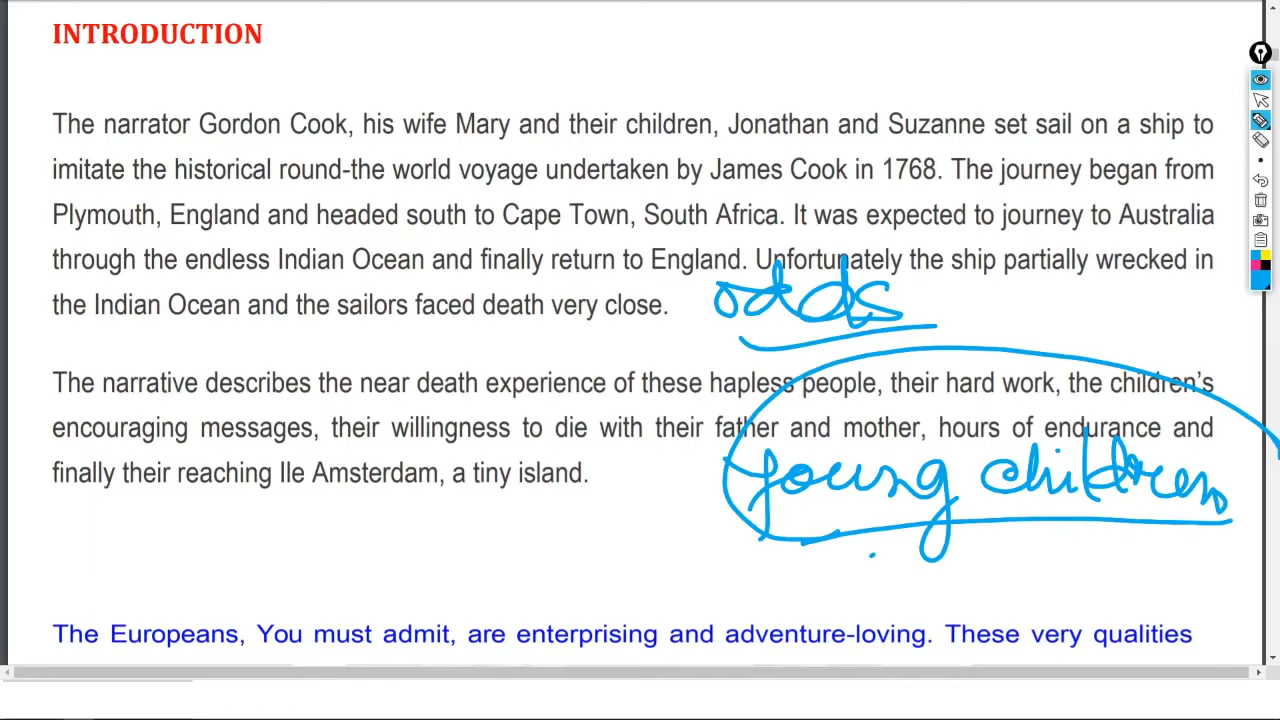 INTRODUCTION
The narrator Gordon Cook, his wife Mary and their children, Jonathan and Suzanne set sail on a ship to
imitate the historical round-the world voyage undertaken by James Cook in 1768. The journey began from
Plymouth, England and headed south to Cape Town, South Africa. It was expected to journey to Australia
through the endless Indian Ocean and finally return to England. Unfortunately the ship partially wrecked in
the Indian Ocean and the sailors faced death very close.
odds
The narrative describes the near death experience of these hapless people, their hard work, the children’s
encouraging messages, their willingness to die with their father and mother, hours of endurance and
finally their reaching Ile Amsterdam, a tiny island.
young children
The Europeans, You must admit, are enterprising and adventure-loving. These very qualities